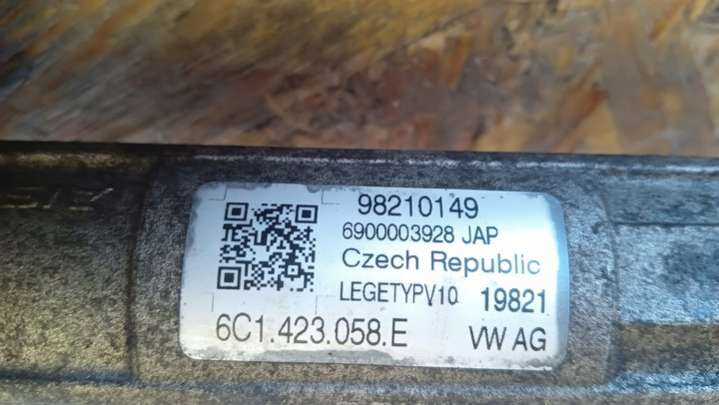 98210149
6900003928 JAP
Czech Republic
LEGETYPV10 19821
6C1.423.058.E VW AG